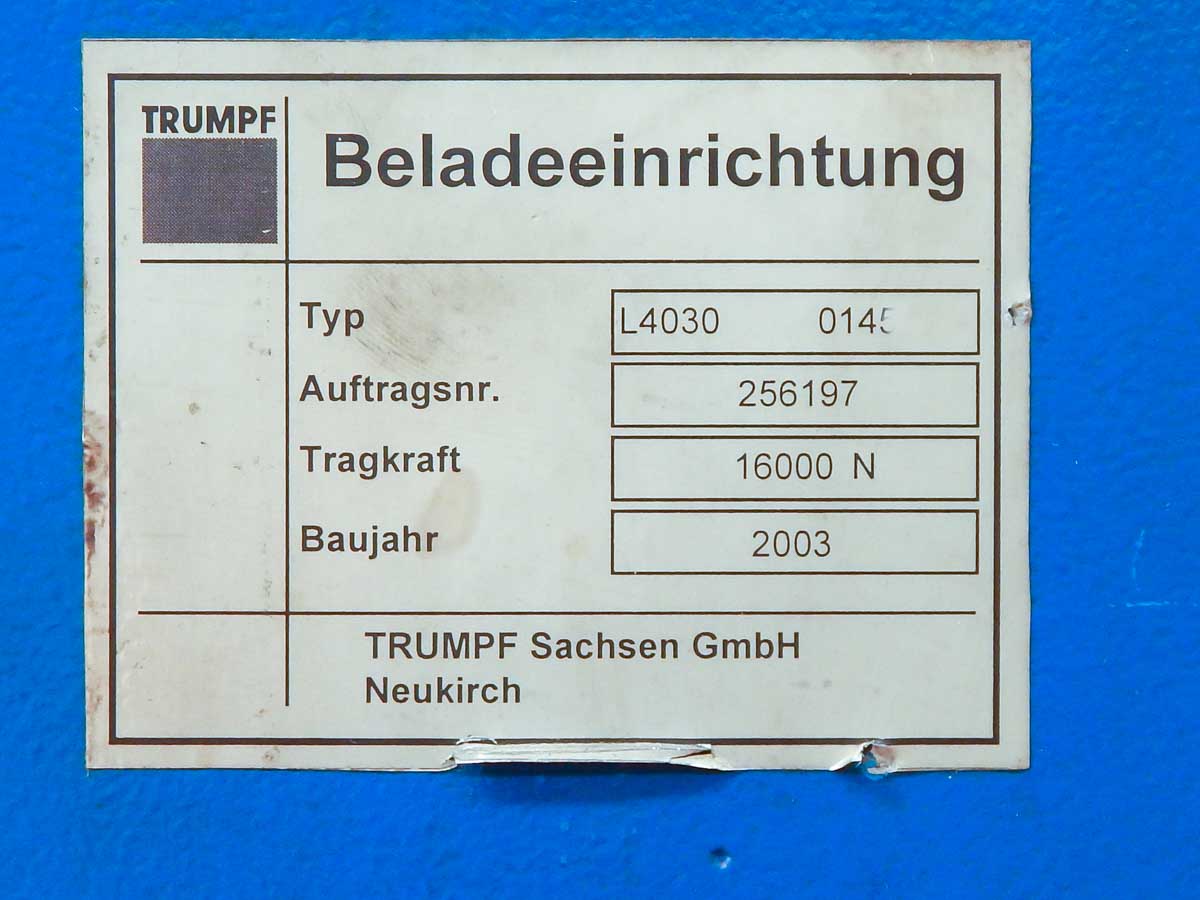 TRUMPF
Beladeeinrichtung
Typ L4030
Auftragsnr. 256197
Tragkraft 16000 N
Baujahr 2003
TRUMPF Sachsen GmbH
Neukirch